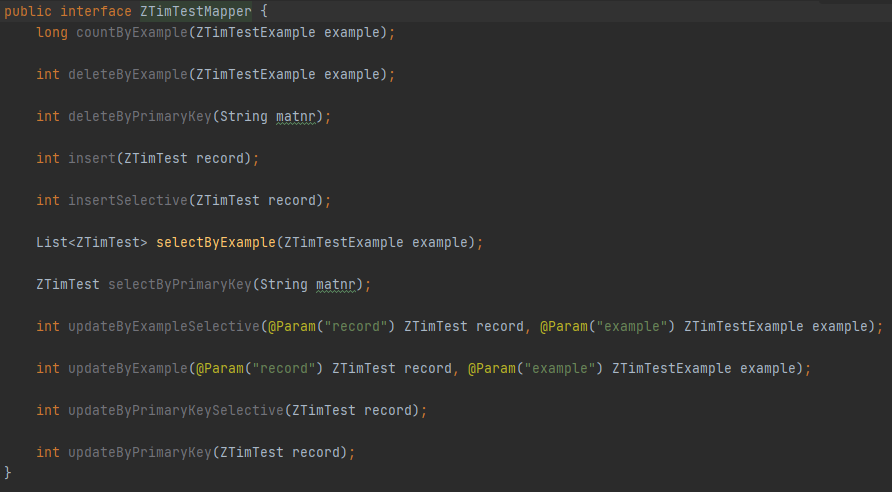 public interface ZTimTestMapper {
long countByExample(ZTimTestExample example);
int deleteByExample(ZTimTestExample example);
int deleteByPrimaryKey(String matnr);
int insert(ZTimTest record);
int insertSelective(ZTimTest record);
List<ZTimTest> selectByExample(ZTimTestExample example);
ZTimTest selectByPrimaryKey(String matnr);
int updateByExampleSelective(@Param("record") ZTimTest record, @Param("example") ZTimTestExample example);
int updateByExample(@Param("record") ZTimTest record, @Param("example") ZTimTestExample example);
int updateByPrimaryKeySelective(ZTimTest record);
int updateByPrimaryKey(ZTimTest record);
}